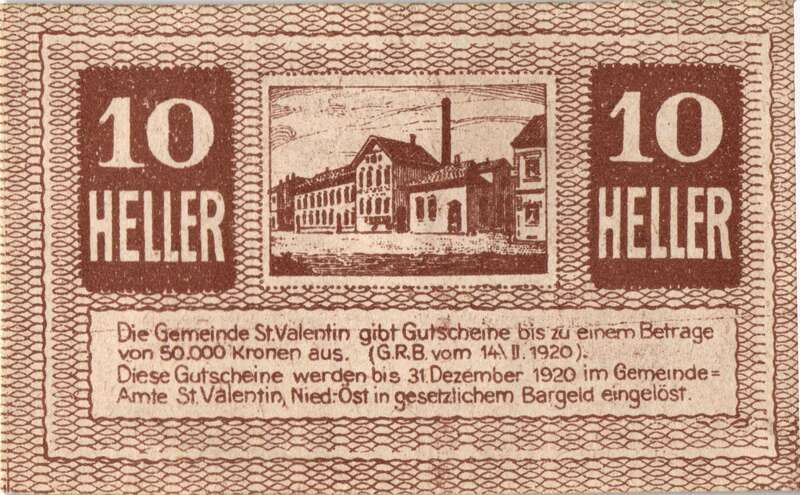 10
HELLER
10
HELLER
Die Gemeinde St.Valentin gibt Gutscheine bis zu einem Betrage
von 50.000 Kronen aus. (G.R.B. vom 14.\II. 1920).
Diese Gutscheine werden bis 31.Dezember 1920 im Gemeinde=
Amte St.Valentin, Nied.-Öst in gesetzlichem Bargeld eingelöst.